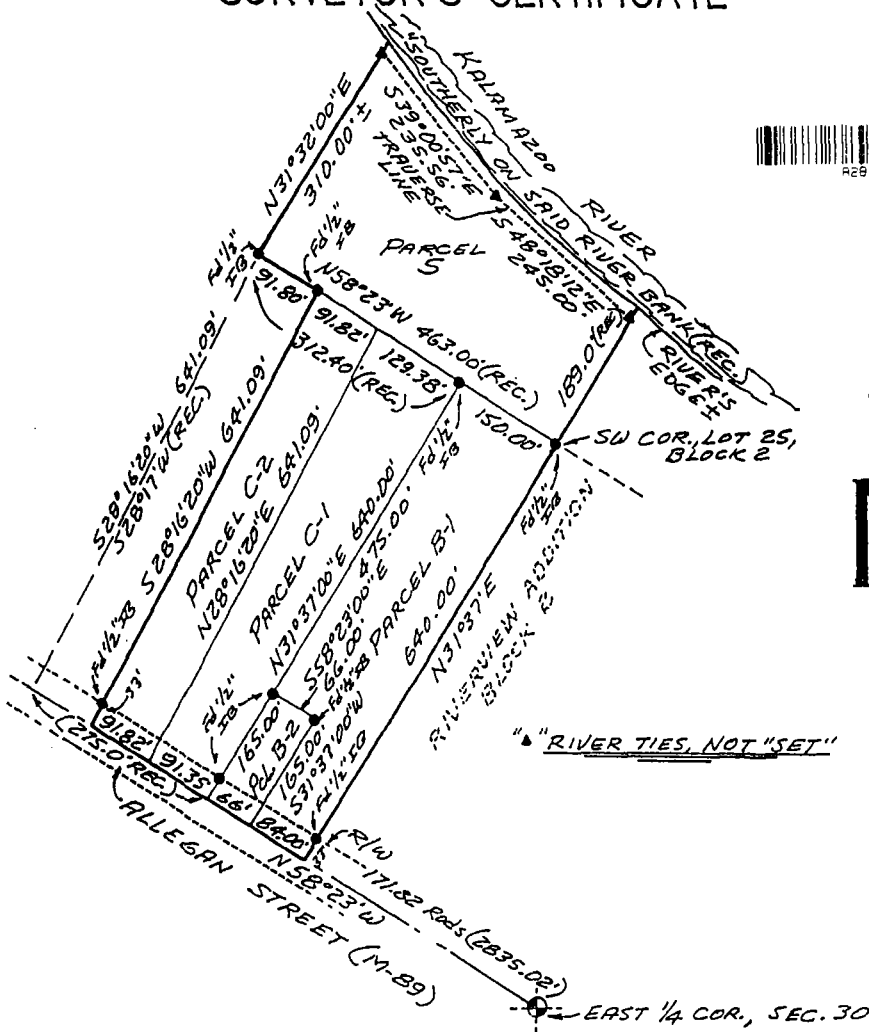 SURVEYOR'S CERTIFICATE
KALAMAZOO
RIVER
"SOUTHERLY ON SAID RIVER BANK (REC.)
RIVER'S
EDGE ±
S39°00'57"E
235.56'
TRAVERSE
LINE
S48°18'12"E
245.00'
N31°32'00"E
310.00' ±
Fd 1/2"
IB
Fd 1/2"
IB
PARCEL
5
91.80'
N58°23'W 463.00' (REC.)
91.82'
312.40'
(REC.)
129.38'
150.00'
189.0 (REC)
Fd 1/2"
IB
SW COR., LOT 25,
BLOCK 2
Fd 1/2"
IB
S28°16'20"W 641.09'
S28°17'W (REC.)
S28°16'20"W 641.09'
PARCEL C-2
N28°16'20"E 641.09'
PARCEL C-1
N31°37'00"E 640.00'
475.00'
S58°23'00"E
66.00'
PARCEL B-1
640.00'
N31°37'E
RIVERVIEW ADDITION
BLOCK 2
Fd 1/2" IB
33'
Fd 1/2"
IB
Fd 1/2" IB
165.00'
Pcl. B-2
165.00'
S31°37'00"W
Fd 1/2" IB
"▲" RIVER TIES, NOT "SET"
91.82'
91.35'
66'
84.00'
(275.0' REC.)
R/W
N58°23'W
171.82 Rods (2835.02')
ALLEGAN STREET (M-89)
EAST 1/4 COR., SEC. 30